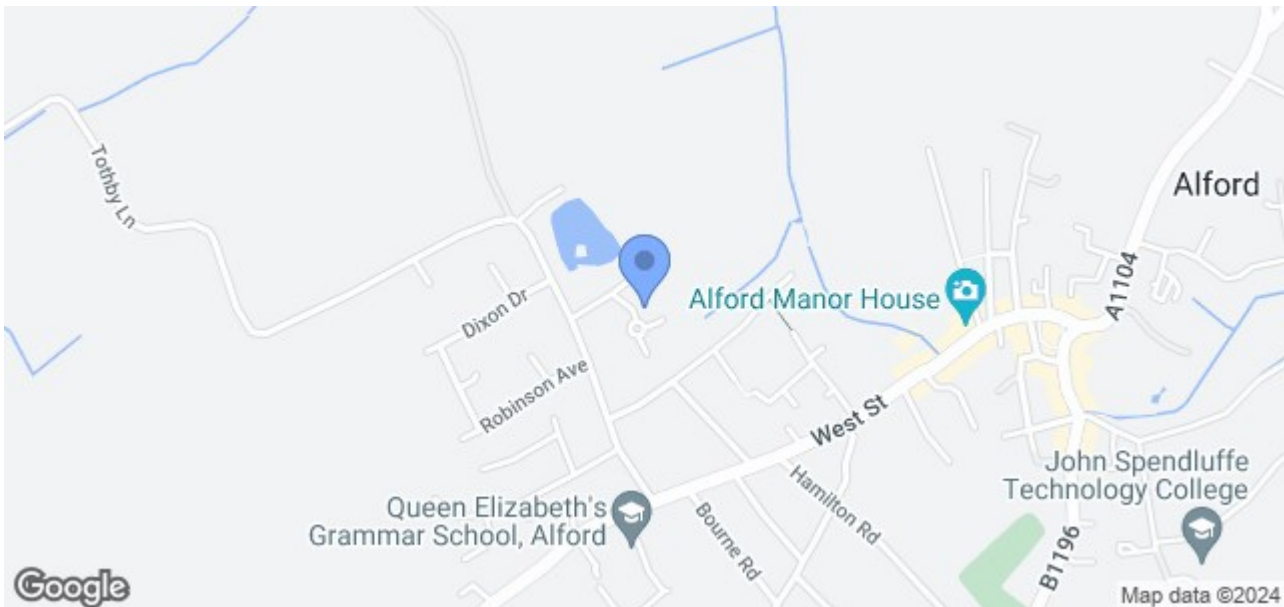 Tothby Ln
Alford
A1104
Alford Manor House
Dixon Dr
Robinson Ave
West St
Hamilton Rd
John Spendluffe
Technology College
Queen Elizabeth's
Grammar School, Alford
Bourne Rd
B1196
Google
Map data ©2024